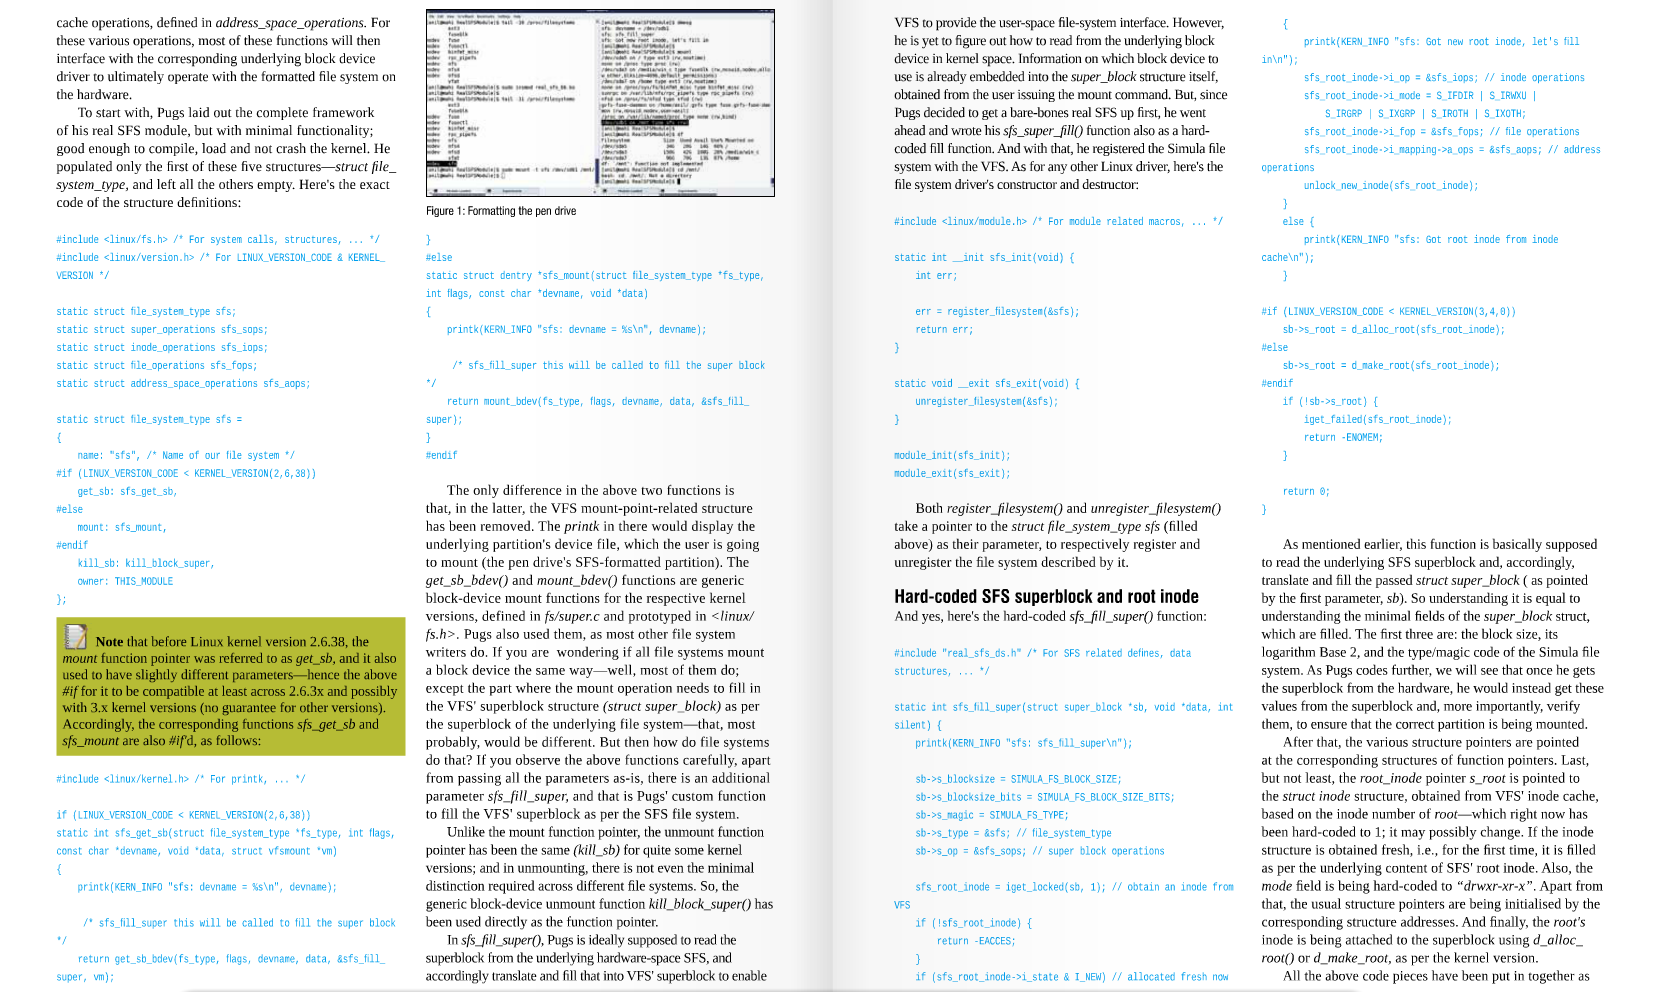 cache operations, defined in address_space_operations. For
these various operations, most of these functions will then
interface with the corresponding underlying block device
driver to ultimately operate with the formatted file system on
the hardware.
To start with, Pugs laid out the complete framework
of his real SFS module, but with minimal functionality;
good enough to compile, load and not crash the kernel. He
populated only the first of these five structures—struct file_
system_type, and left all the others empty. Here's the exact
code of the structure definitions:
#include <linux/fs.h> /* For system calls, structures, ... */
#include <linux/version.h> /* For LINUX_VERSION_CODE & KERNEL_
VERSION */
static struct file_system_type sfs;
static struct super_operations sfs_sops;
static struct inode_operations sfs_iops;
static struct file_operations sfs_fops;
static struct address_space_operations sfs_aops;
static struct file_system_type sfs =
{
name: "sfs", /* Name of our file system */
#if (LINUX_VERSION_CODE < KERNEL_VERSION(2,6,38))
get_sb: sfs_get_sb,
#else
mount: sfs_mount,
#endif
kill_sb: kill_block_super,
owner: THIS_MODULE
};
Note that before Linux kernel version 2.6.38, the
mount function pointer was referred to as get_sb, and it also
used to have slightly different parameters—hence the above
#if for it to be compatible at least across 2.6.3x and possibly
with 3.x kernel versions (no guarantee for other versions).
Accordingly, the corresponding functions sfs_get_sb and
sfs_mount are also #if'd, as follows:
#include <linux/kernel.h> /* For printk, ... */
if (LINUX_VERSION_CODE < KERNEL_VERSION(2,6,38))
static int sfs_get_sb(struct file_system_type *fs_type, int flags,
const char *devname, void *data, struct vfsmount *vm)
{
printk(KERN_INFO "sfs: devname = %s\n", devname);
/* sfs_fill_super this will be called to fill the super block
*/
return get_sb_bdev(fs_type, flags, devname, data, &sfs_fill_
super, vm);
Figure 1: Formatting the pen drive
}
#else
static struct dentry *sfs_mount(struct file_system_type *fs_type,
int flags, const char *devname, void *data)
{
printk(KERN_INFO "sfs: devname = %s\n", devname);
/* sfs_fill_super this will be called to fill the super block
*/
return mount_bdev(fs_type, flags, devname, data, &sfs_fill_
super);
}
#endif
The only difference in the above two functions is
that, in the latter, the VFS mount-point-related structure
has been removed. The printk in there would display the
underlying partition's device file, which the user is going
to mount (the pen drive's SFS-formatted partition). The
get_sb_bdev() and mount_bdev() functions are generic
block-device mount functions for the respective kernel
versions, defined in fs/super.c and prototyped in <linux/
fs.h>. Pugs also used them, as most other file system
writers do. If you are wondering if all file systems mount
a block device the same way—well, most of them do;
except the part where the mount operation needs to fill in
the VFS' superblock structure (struct super_block) as per
the superblock of the underlying file system—that, most
probably, would be different. But then how do file systems
do that? If you observe the above functions carefully, apart
from passing all the parameters as-is, there is an additional
parameter sfs_fill_super, and that is Pugs' custom function
to fill the VFS' superblock as per the SFS file system.
Unlike the mount function pointer, the unmount function
pointer has been the same (kill_sb) for quite some kernel
versions; and in unmounting, there is not even the minimal
distinction required across different file systems. So, the
generic block-device unmount function kill_block_super() has
been used directly as the function pointer.
In sfs_fill_super(), Pugs is ideally supposed to read the
superblock from the underlying hardware-space SFS, and
accordingly translate and fill that into VFS' superblock to enable
VFS to provide the user-space file-system interface. However,
he is yet to figure out how to read from the underlying block
device in kernel space. Information on which block device to
use is already embedded into the super_block structure itself,
obtained from the user issuing the mount command. But, since
Pugs decided to get a bare-bones real SFS up first, he went
ahead and wrote his sfs_super_fill() function also as a hard-
coded fill function. And with that, he registered the Simula file
system with the VFS. As for any other Linux driver, here's the
file system driver's constructor and destructor:
#include <linux/module.h> /* For module related macros, ... */
static int __init sfs_init(void) {
int err;
err = register_filesystem(&sfs);
return err;
}
static void __exit sfs_exit(void) {
unregister_filesystem(&sfs);
}
module_init(sfs_init);
module_exit(sfs_exit);
Both register_filesystem() and unregister_filesystem()
take a pointer to the struct file_system_type sfs (filled
above) as their parameter, to respectively register and
unregister the file system described by it.
Hard-coded SFS superblock and root inode
And yes, here's the hard-coded sfs_fill_super() function:
#include "real_sfs_ds.h" /* For SFS related defines, data
structures, ... */
static int sfs_fill_super(struct super_block *sb, void *data, int
silent) {
printk(KERN_INFO "sfs: sfs_fill_super\n");
sb->s_blocksize = SIMULA_FS_BLOCK_SIZE;
sb->s_blocksize_bits = SIMULA_FS_BLOCK_SIZE_BITS;
sb->s_magic = SIMULA_FS_TYPE;
sb->s_type = &sfs; // file_system_type
sb->s_op = &sfs_sops; // super block operations
sfs_root_inode = iget_locked(sb, 1); // obtain an inode from
VFS
if (!sfs_root_inode) {
return -EACCES;
}
if (sfs_root_inode->i_state & I_NEW) // allocated fresh now
{
printk(KERN_INFO "sfs: Got new root inode, let's fill
in\n");
sfs_root_inode->i_op = &sfs_iops; // inode operations
sfs_root_inode->i_mode = S_IFDIR | S_IRWXU |
S_IRGRP | S_IXGRP | S_IROTH | S_IXOTH;
sfs_root_inode->i_fop = &sfs_fops; // file operations
sfs_root_inode->i_mapping->a_ops = &sfs_aops; // address
operations
unlock_new_inode(sfs_root_inode);
}
else {
printk(KERN_INFO "sfs: Got root inode from inode
cache\n");
}
#if (LINUX_VERSION_CODE < KERNEL_VERSION(3,4,0))
sb->s_root = d_alloc_root(sfs_root_inode);
#else
sb->s_root = d_make_root(sfs_root_inode);
#endif
if (!sb->s_root) {
iget_failed(sfs_root_inode);
return -ENOMEM;
}
return 0;
}
As mentioned earlier, this function is basically supposed
to read the underlying SFS superblock and, accordingly,
translate and fill the passed struct super_block ( as pointed
by the first parameter, sb). So understanding it is equal to
understanding the minimal fields of the super_block struct,
which are filled. The first three are: the block size, its
logarithm Base 2, and the type/magic code of the Simula file
system. As Pugs codes further, we will see that once he gets
the superblock from the hardware, he would instead get these
values from the superblock and, more importantly, verify
them, to ensure that the correct partition is being mounted.
After that, the various structure pointers are pointed
at the corresponding structures of function pointers. Last,
but not least, the root_inode pointer s_root is pointed to
the struct inode structure, obtained from VFS' inode cache,
based on the inode number of root—which right now has
been hard-coded to 1; it may possibly change. If the inode
structure is obtained fresh, i.e., for the first time, it is filled
as per the underlying content of SFS' root inode. Also, the
mode field is being hard-coded to “drwxr-xr-x”. Apart from
that, the usual structure pointers are being initialised by the
corresponding structure addresses. And finally, the root's
inode is being attached to the superblock using d_alloc_
root() or d_make_root, as per the kernel version.
All the above code pieces have been put in together as